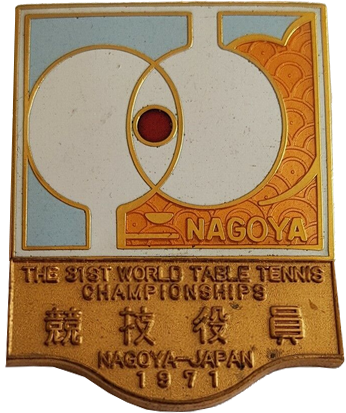 NAGOYA
THE 31ST WORLD TABLE TENNIS
CHAMPIONSHIPS
競技役員
NAGOYA-JAPAN
1971